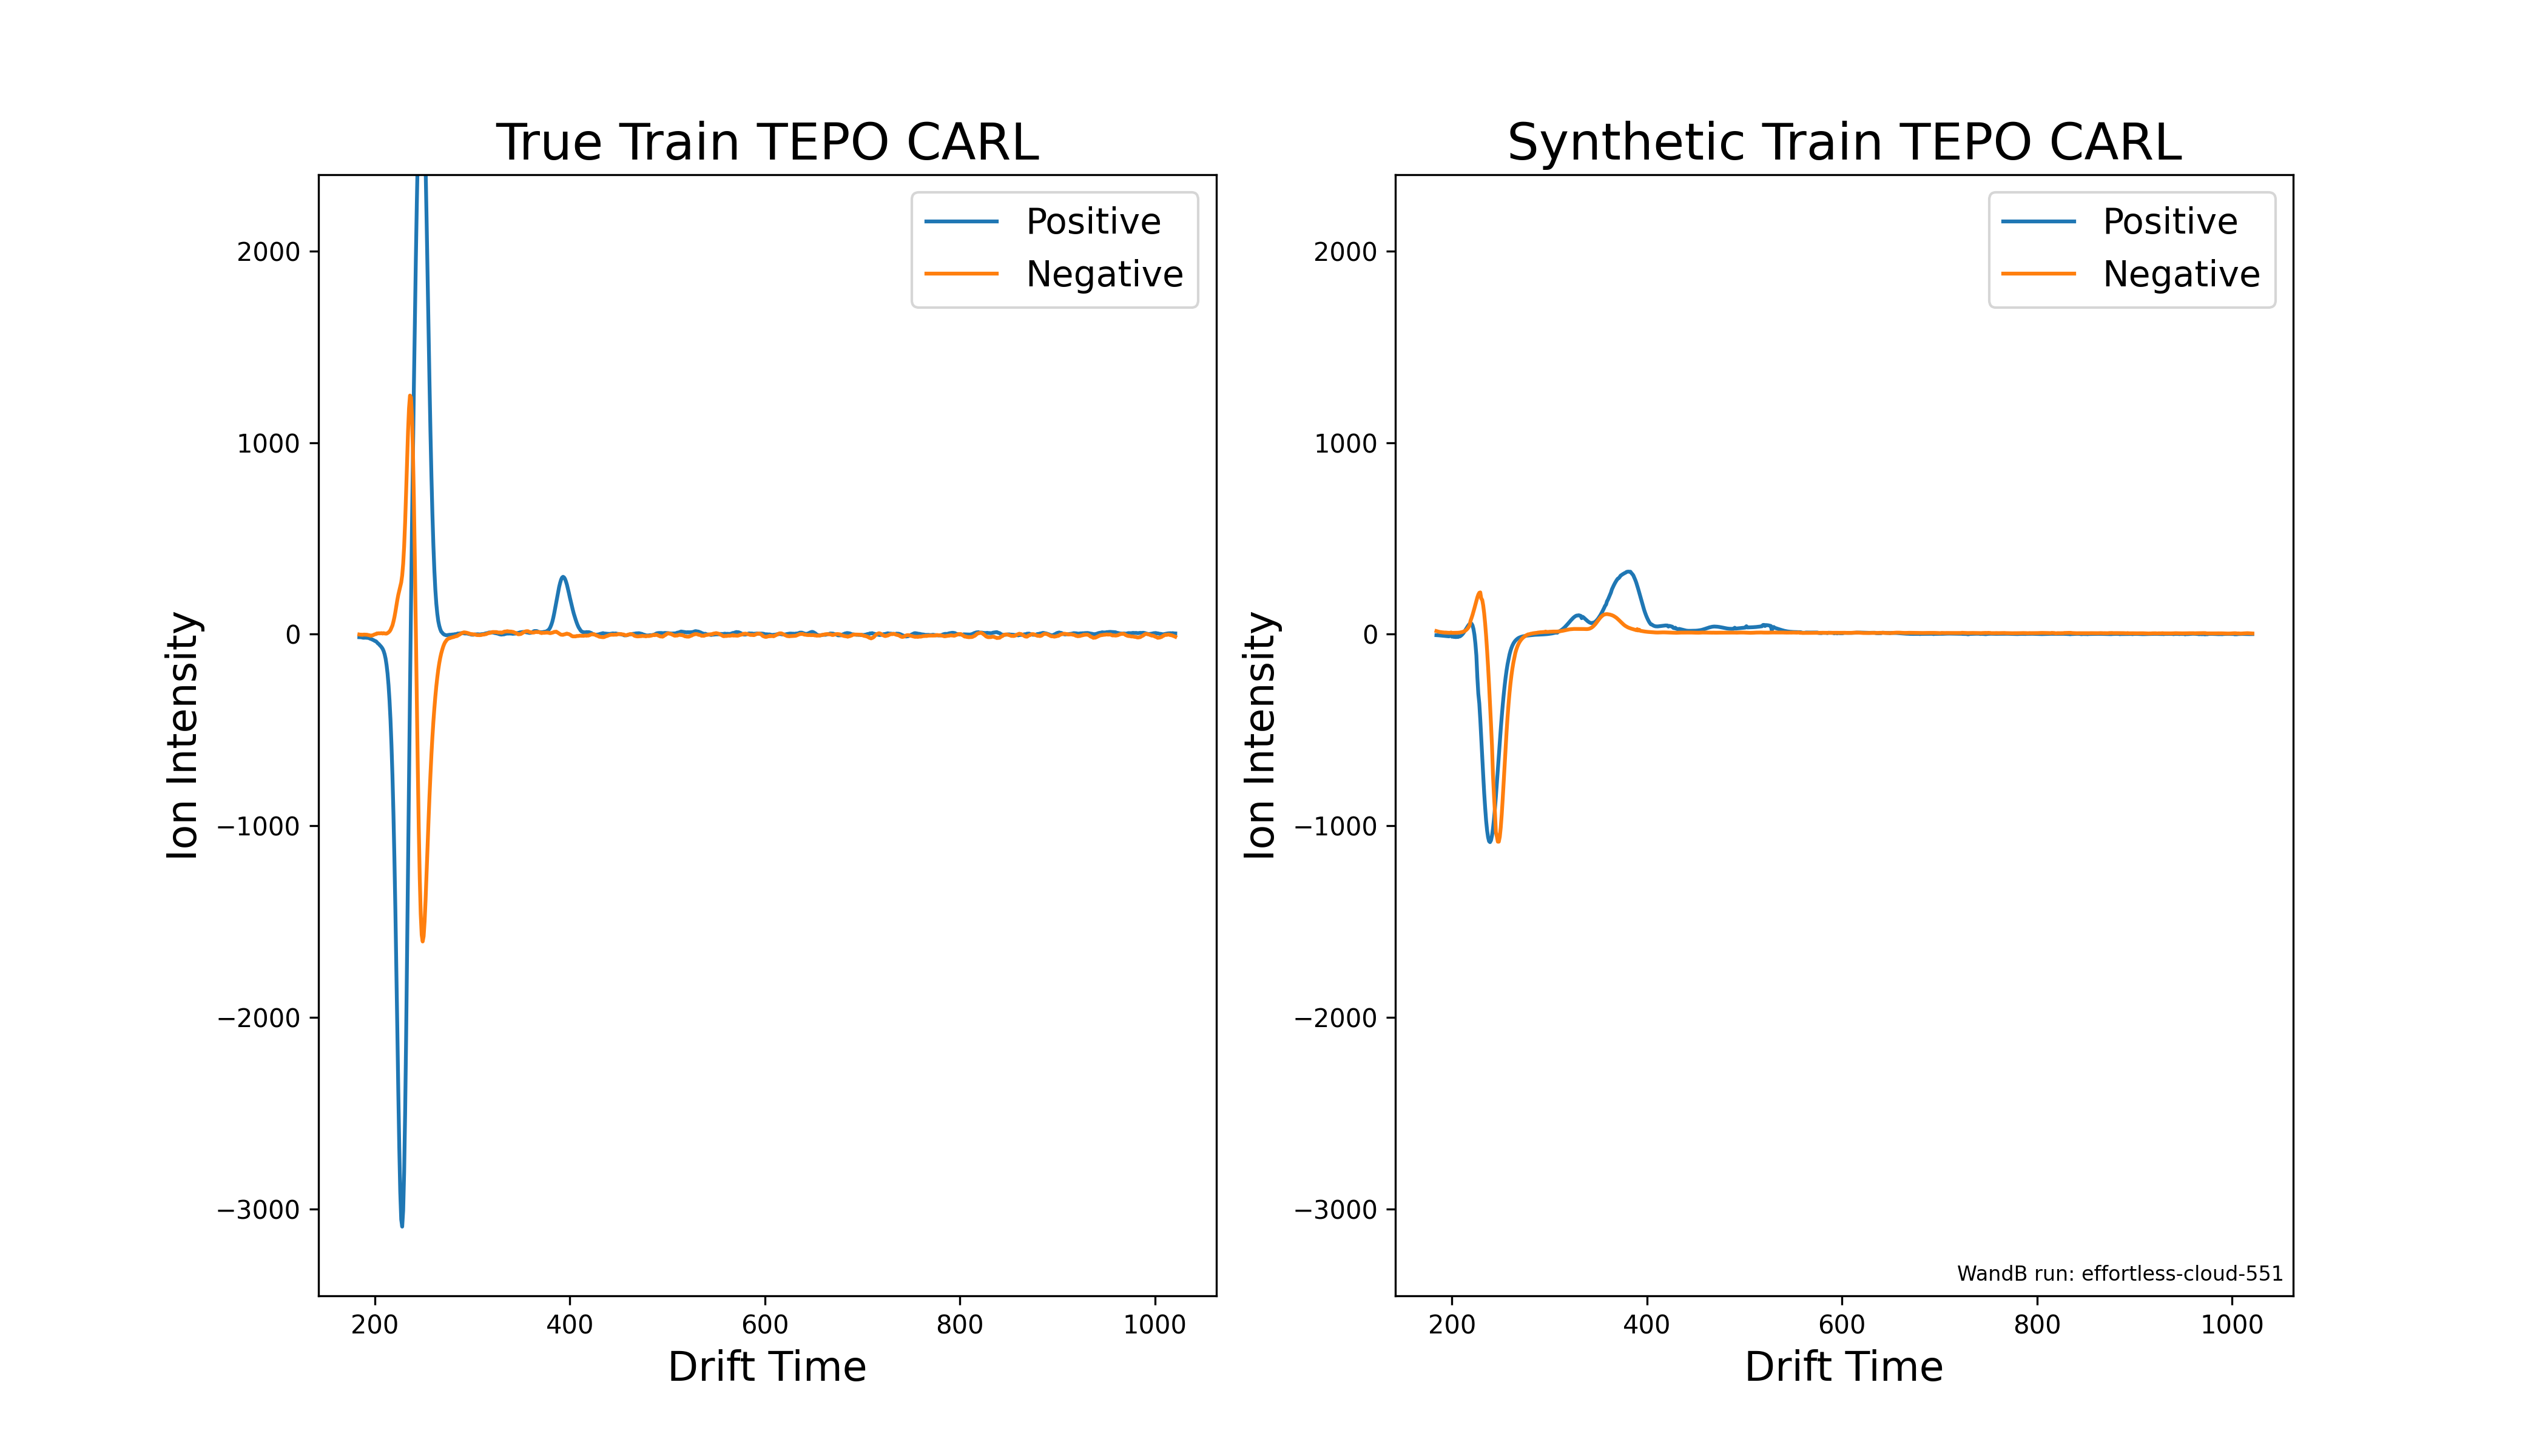 True Train TEPO CARL
Positive
Negative
2000
1000
0
−1000
−2000
−3000
Ion Intensity
200
400
600
800
1000
Drift Time
Synthetic Train TEPO CARL
Positive
Negative
2000
1000
0
−1000
−2000
−3000
Ion Intensity
WandB run: effortless-cloud-551
200
400
600
800
1000
Drift Time